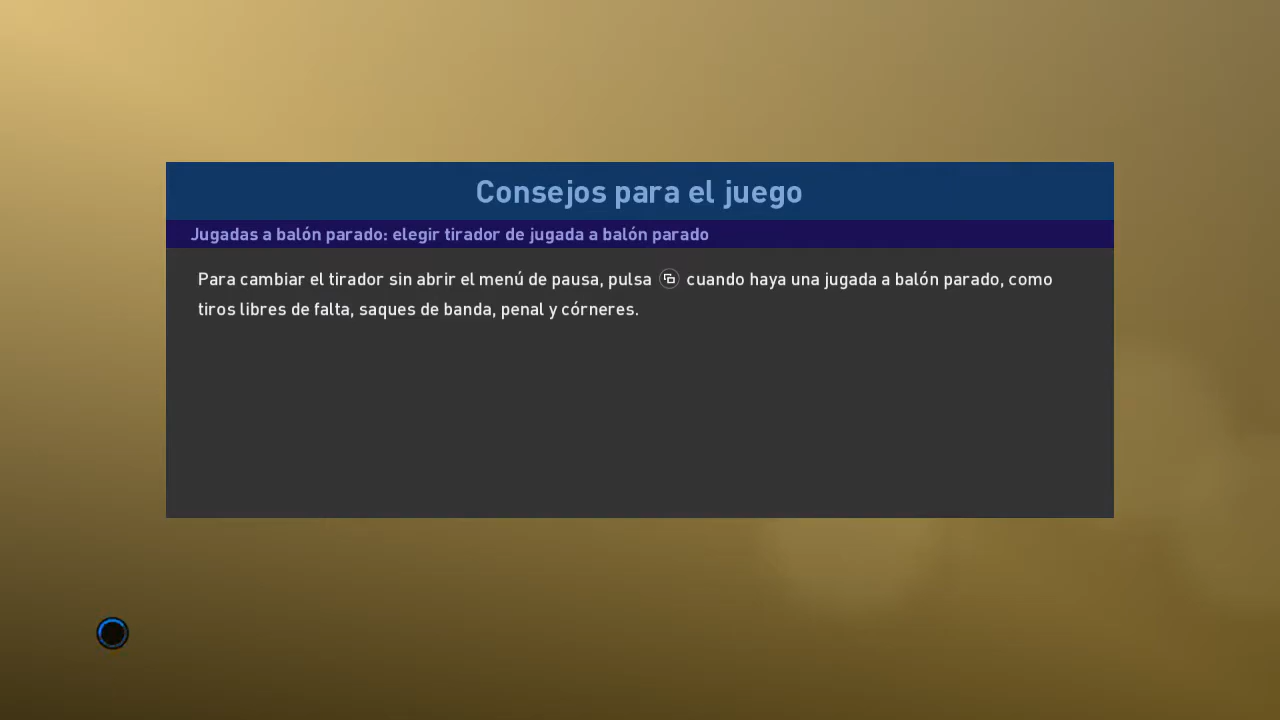 Consejos para el juego
Jugadas a balón parado: elegir tirador de jugada a balón parado
Para cambiar el tirador sin abrir el menú de pausa, pulsa cuando haya una jugada a balón parado, como
tiros libres de falta, saques de banda, penal y córneres.